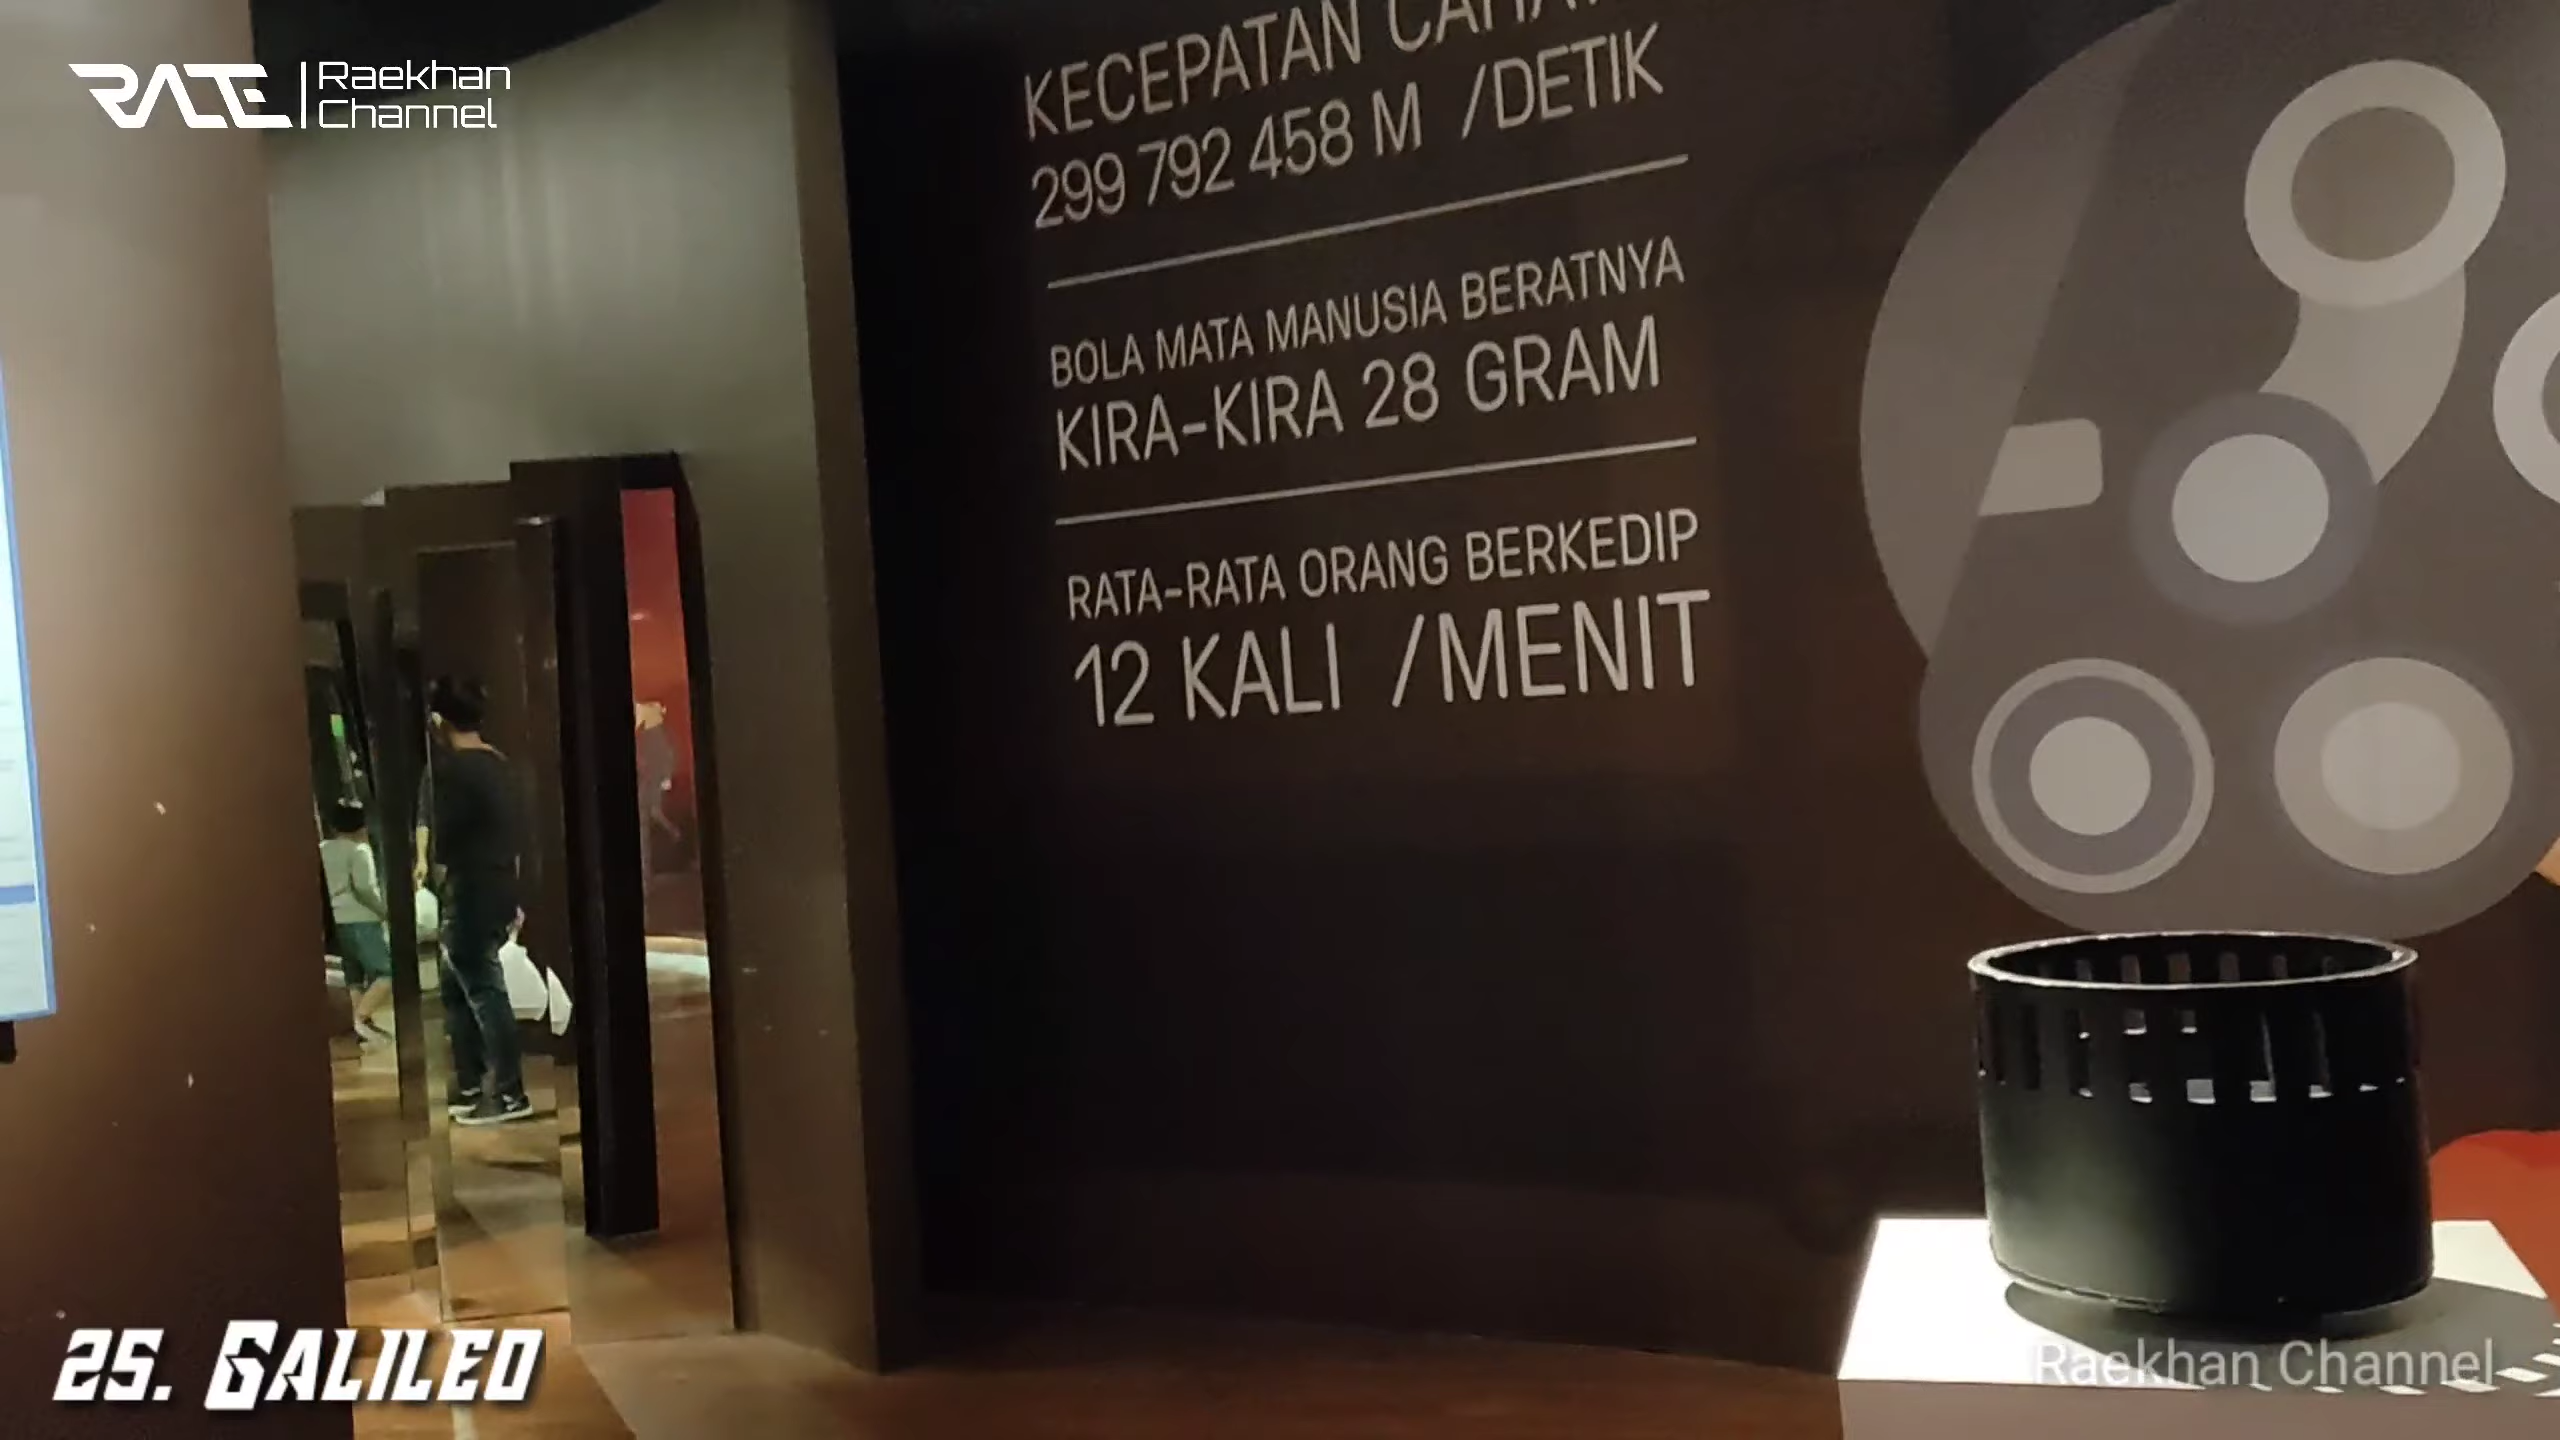 RATE
Raekhan
Channel
KECEPATAN
299 792 458 M /DETIK
BOLA MATA MANUSIA BERATNYA
KIRA-KIRA 28 GRAM
RATA-RATA ORANG BERKEDIP
12 KALI /MENIT
25. GALILEO
Raekhan Channel